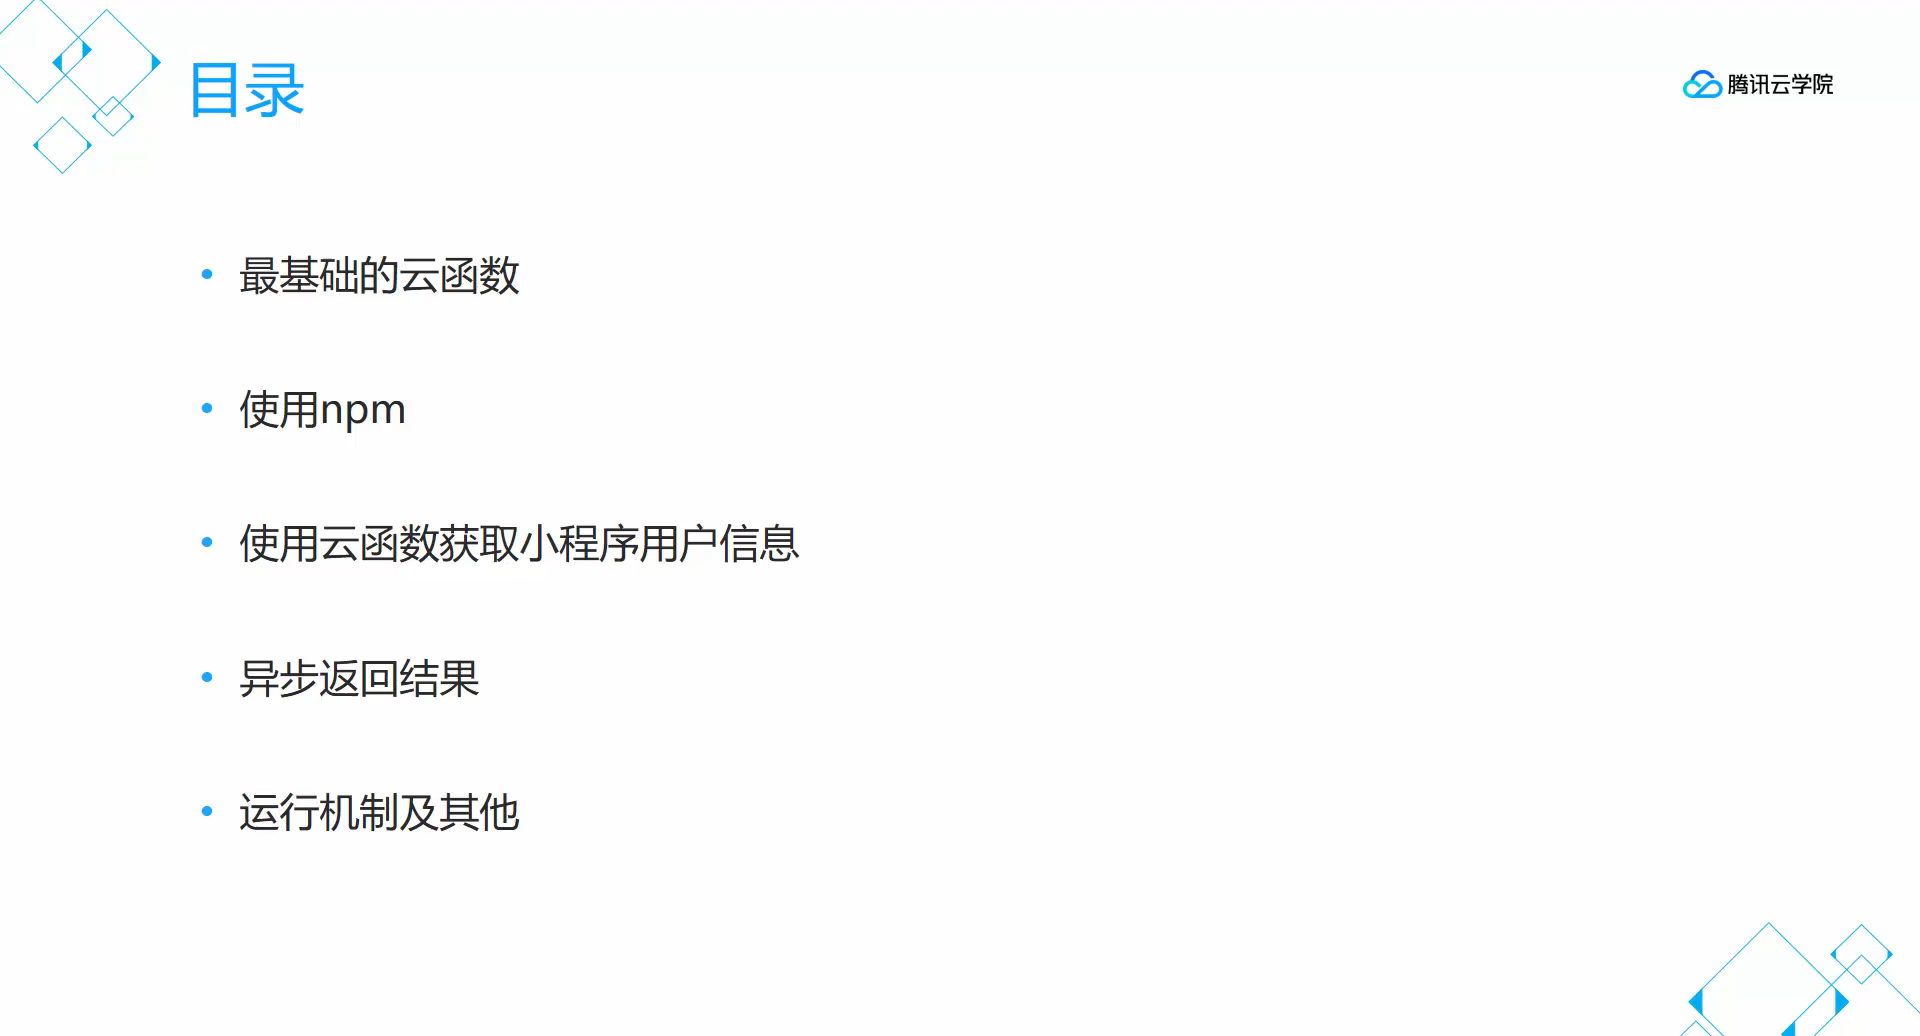 目录
腾讯云学院
最基础的云函数
使用npm
使用云函数获取小程序用户信息
异步返回结果
运行机制及其他